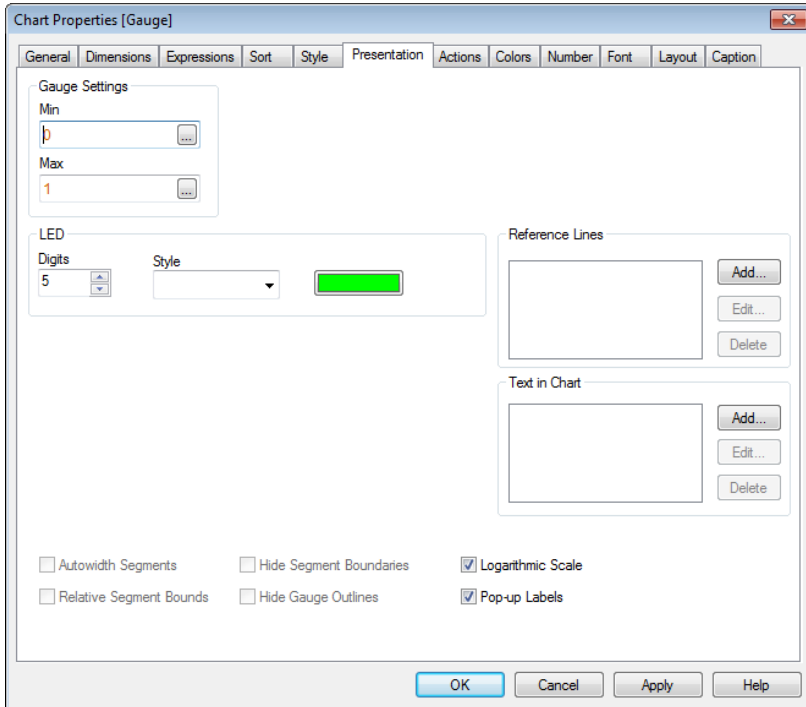 Chart Properties [Gauge]
General Dimensions Expressions Sort Style Presentation Actions Colors Number Font Layout Caption
Gauge Settings
Min
0
...
Max
1
...
LED
Digits
Style
5
Reference Lines
Add...
Edit...
Delete
Text in Chart
Add...
Edit...
Delete
Autowidth Segments Hide Segment Boundaries Logarithmic Scale
Relative Segment Bounds Hide Gauge Outlines Pop-up Labels
OK Cancel Apply Help